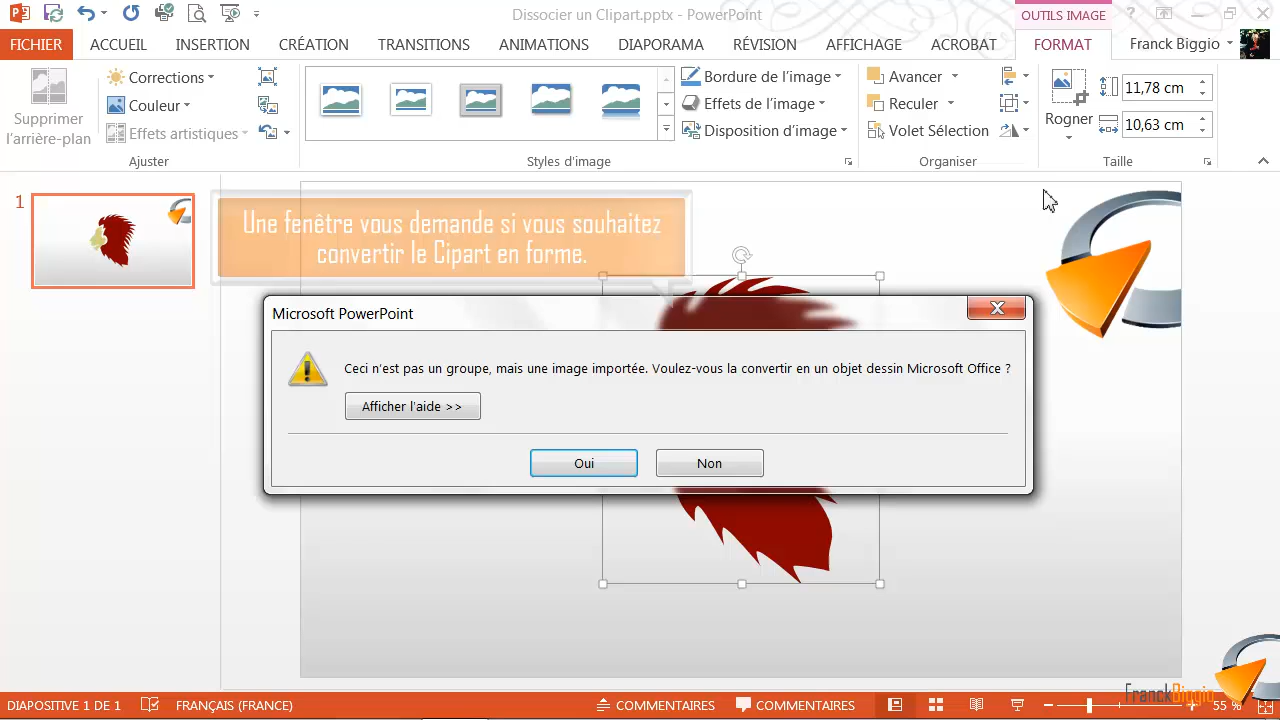 Dissocier un Clipart.pptx - PowerPoint
OUTILS IMAGE
?
FICHIER
ACCUEIL
INSERTION
CRÉATION
TRANSITIONS
ANIMATIONS
DIAPORAMA
RÉVISION
AFFICHAGE
ACROBAT
FORMAT
Franck Biggio
Supprimer
l'arrière-plan
Corrections
Couleur
Effets artistiques
Ajuster
Styles d'image
Bordure de l'image
Effets de l'image
Disposition d'image
Avancer
Reculer
Volet Sélection
Organiser
Rogner
11,78 cm
10,63 cm
Taille
1
Une fenêtre vous demande si vous souhaitez
convertir le Cipart en forme.
Microsoft PowerPoint
Ceci n'est pas un groupe, mais une image importée. Voulez-vous la convertir en un objet dessin Microsoft Office ?
Afficher l'aide >>
Oui
Non
FranckBiggio
DIAPOSITIVE 1 DE 1
FRANÇAIS (FRANCE)
COMMENTAIRES
COMMENTAIRES
55 %